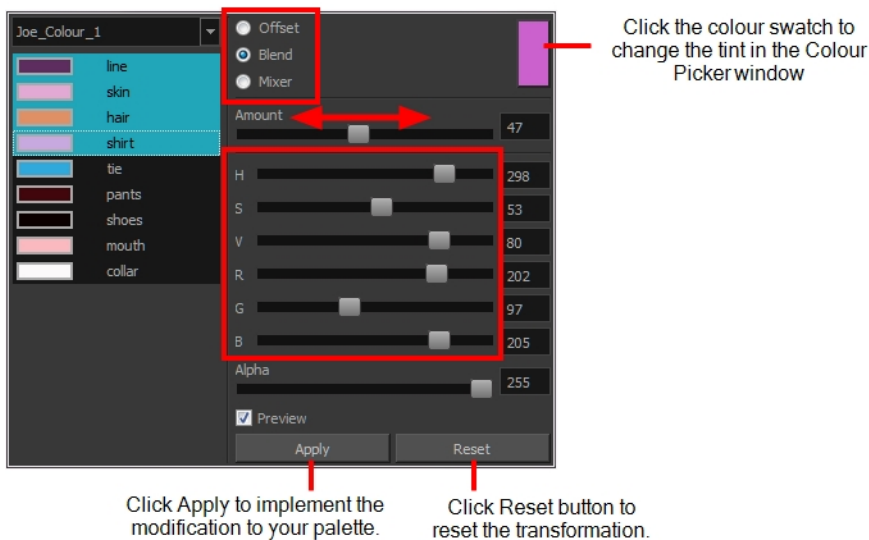 Joe_Colour_1
line
skin
hair
shirt
tie
pants
shoes
mouth
collar
Offset
Blend
Mixer
Amount
47
H
298
S
53
V
80
R
202
G
97
B
205
Alpha
255
Preview
Apply
Reset
Click the colour swatch to
change the tint in the Colour
Picker window
Click Apply to implement the
modification to your palette.
Click Reset button to
reset the transformation.